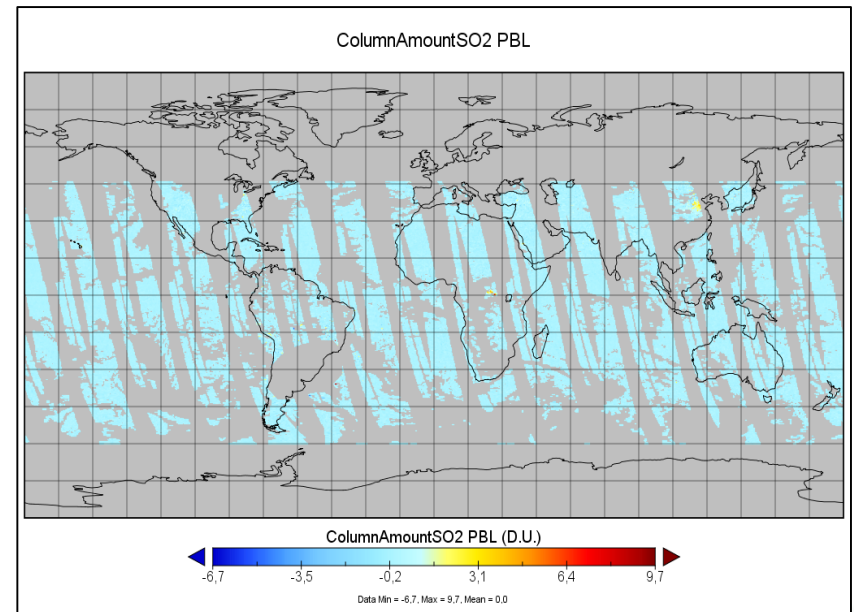 ColumnAmountSO2 PBL
ColumnAmountSO2 PBL (D.U.)
-6,7 -3,5 -0,2 3,1 6,4 9,7
Data Min = -6,7, Max = 9,7, Mean = 0,0